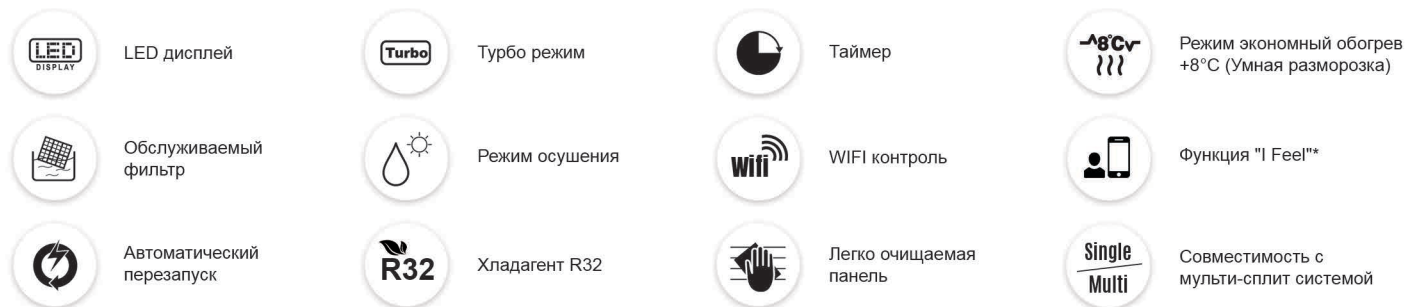 LED
DISPLAY
LED дисплей
Turbo
Турбо режим
Таймер
8°C
Режим экономный обогрев
+8°C (Умная разморозка)
Обслуживаемый
фильтр
Режим осушения
wifi
WIFI контроль
Функция "I Feel"*
Автоматический
перезапуск
R32
Хладагент R32
Легко очищаемая
панель
Single
Multi
Совместимость с
мульти-сплит системой